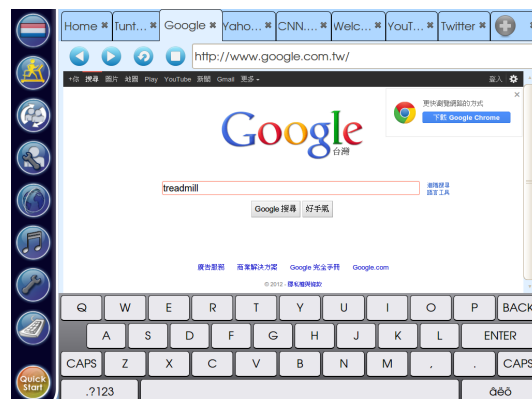 Home Tunt... Google Yaho... CNN.... Welc... YouT... Twitter
http://www.google.com.tw/
+你 搜尋 圖片 地圖 Play YouTube 新聞 Gmail 更多
登入
更快瀏覽網路的方式
下載 Google Chrome
Google
台灣
treadmill
進階搜尋
語言工具
Google 搜尋 好手氣
廣告服務 商業解決方案 Google 完全手冊 Google.com
© 2012 - 隱私權與條款
Q W E R T Y U I O P BACK
A S D F G H J K L ENTER
CAPS Z X C V B N M , . CAPS
Quick
Start
.?123 âëö